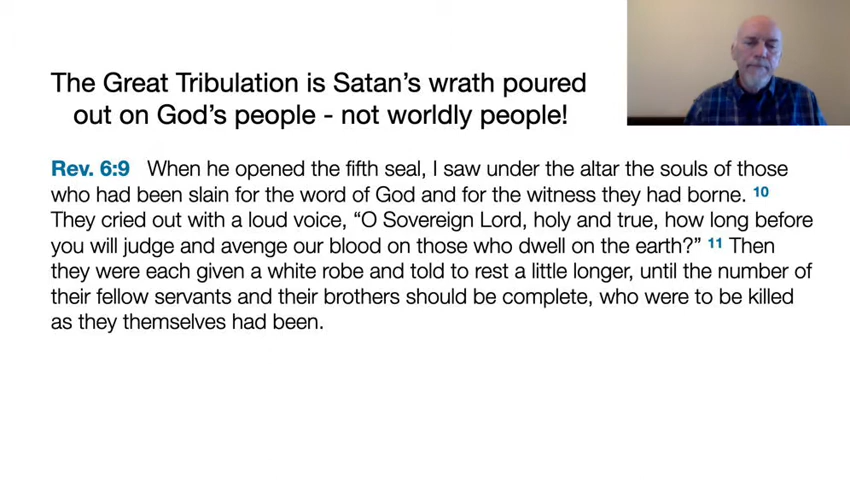 The Great Tribulation is Satan’s wrath poured
out on God’s people - not worldly people!
Rev. 6:9 When he opened the fifth seal, I saw under the altar the souls of those
who had been slain for the word of God and for the witness they had borne. 10
They cried out with a loud voice, “O Sovereign Lord, holy and true, how long before
you will judge and avenge our blood on those who dwell on the earth?” 11 Then
they were each given a white robe and told to rest a little longer, until the number of
their fellow servants and their brothers should be complete, who were to be killed
as they themselves had been.